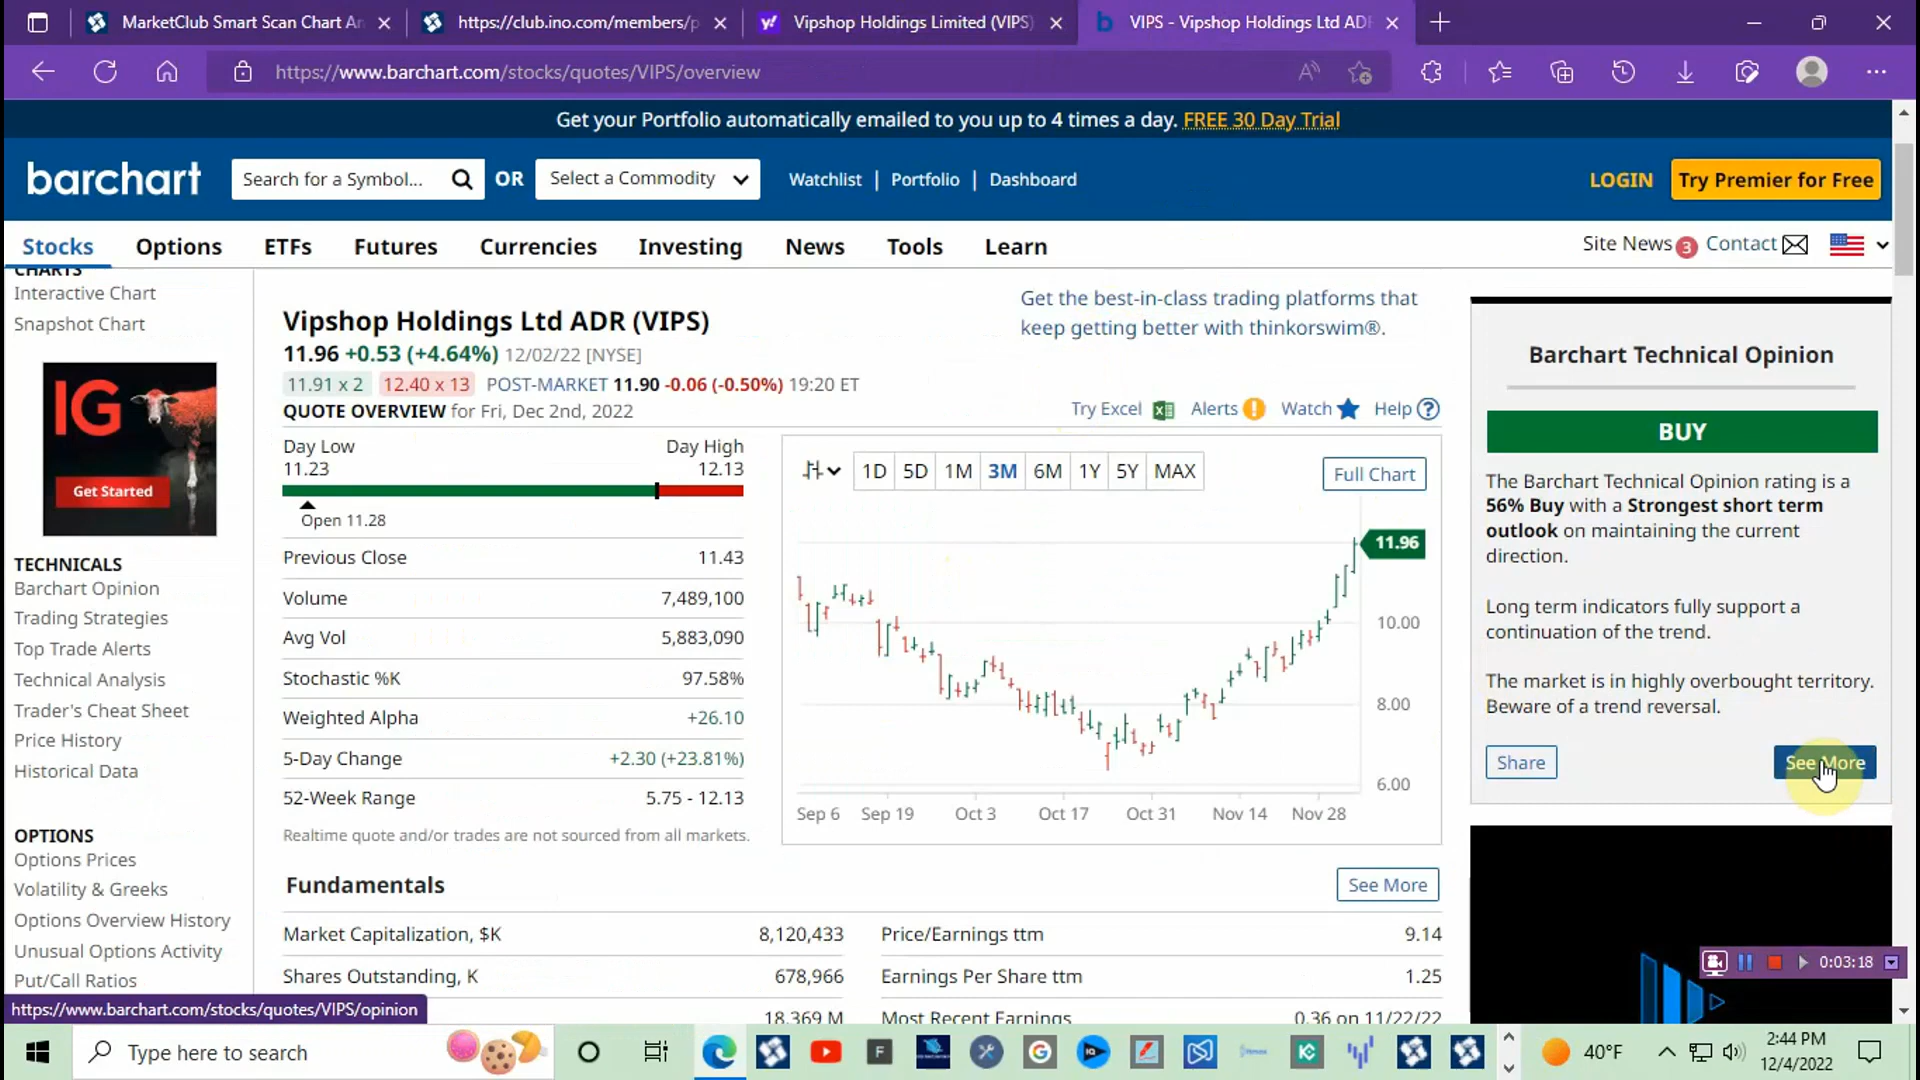 MarketClub Smart Scan Chart An
https://club.ino.com/members/p
Vipshop Holdings Limited (VIPS)
VIPS - Vipshop Holdings Ltd ADR
https://www.barchart.com/stocks/quotes/VIPS/overview
Get your Portfolio automatically emailed to you up to 4 times a day. FREE 30 Day Trial
barchart
Search for a Symbol...
OR
Select a Commodity
Watchlist | Portfolio | Dashboard
LOGIN
Try Premier for Free
Stocks Options ETFs Futures Currencies Investing News Tools Learn
Site News 3 Contact
CHARTS
Interactive Chart
Snapshot Chart
IG
Get Started
TECHNICALS
Barchart Opinion
Trading Strategies
Top Trade Alerts
Technical Analysis
Trader's Cheat Sheet
Price History
Historical Data
OPTIONS
Options Prices
Volatility & Greeks
Options Overview History
Unusual Options Activity
Put/Call Ratios
https://www.barchart.com/stocks/quotes/VIPS/opinion
Vipshop Holdings Ltd ADR (VIPS)
11.96 +0.53 (+4.64%) 12/02/22 [NYSE]
11.91 x 2 12.40 x 13 POST-MARKET 11.90 -0.06 (-0.50%) 19:20 ET
QUOTE OVERVIEW for Fri, Dec 2nd, 2022
Get the best-in-class trading platforms that
keep getting better with thinkorswim®.
Try Excel Alerts Watch Help
Day Low Day High
11.23 12.13
Open 11.28
Previous Close 11.43
Volume 7,489,100
Avg Vol 5,883,090
Stochastic %K 97.58%
Weighted Alpha +26.10
5-Day Change +2.30 (+23.81%)
52-Week Range 5.75 - 12.13
Realtime quote and/or trades are not sourced from all markets.
1D 5D 1M 3M 6M 1Y 5Y MAX
Full Chart
11.96
10.00
8.00
6.00
Sep 6 Sep 19 Oct 3 Oct 17 Oct 31 Nov 14 Nov 28
Fundamentals
See More
Market Capitalization, $K 8,120,433
Price/Earnings ttm 9.14
Shares Outstanding, K 678,966
Earnings Per Share ttm 1.25
18,369 M
Most Recent Earnings 0.36 on 11/22/22
Barchart Technical Opinion
BUY
The Barchart Technical Opinion rating is a
56% Buy with a Strongest short term
outlook on maintaining the current
direction.
Long term indicators fully support a
continuation of the trend.
The market is in highly overbought territory.
Beware of a trend reversal.
Share
See More
0:03:18
Type here to search
40°F
2:44 PM
12/4/2022